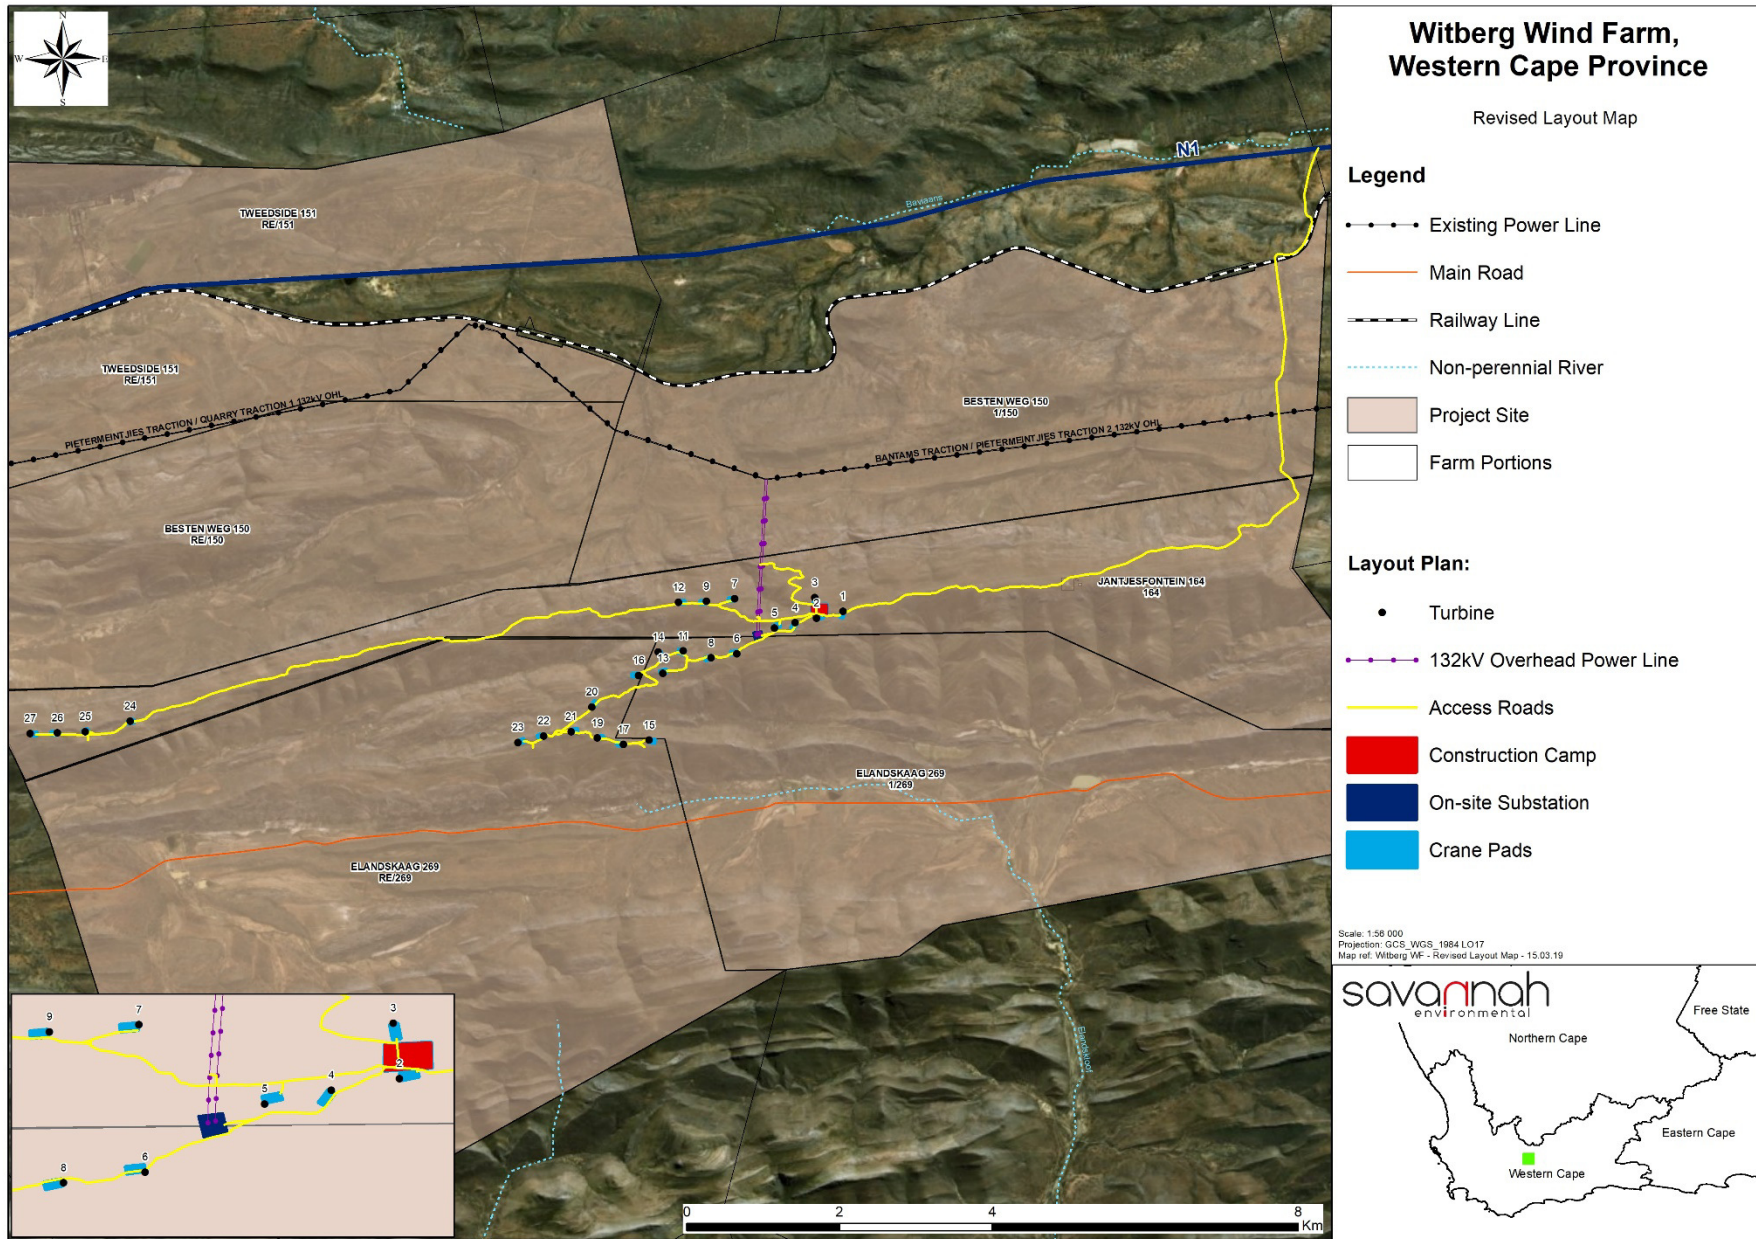 Witberg Wind Farm,
Western Cape Province
Revised Layout Map
Legend
Existing Power Line
Main Road
Railway Line
Non-perennial River
Project Site
Farm Portions
Layout Plan:
Turbine
132kV Overhead Power Line
Access Roads
Construction Camp
On-site Substation
Crane Pads
Scale: 1:56 000
Projection: GCS_WGS_1984 LO17
Map ref: Witberg WF - Revised Layout Map - 15.03.19
savannah
environmental
Northern Cape
Free State
Eastern Cape
Western Cape
N
W
E
S
N1
Baviaans
TWEEDSIDE 151
RE/151
TWEEDSIDE 151
RE/151
PIETERMEINTJIES TRACTION / QUARRY TRACTION 1 132kV OHL
BESTEN WEG 150
1/150
BANTAMS TRACTION / PIETERMEINTJIES TRACTION 2 132kV OHL
BESTEN WEG 150
RE/150
JANTJESFONTEIN 164
164
12
9
7
3
1
2
4
5
14
11
8
6
16
13
20
27
26
25
24
23
22
21
19
17
15
ELANDSKAAG 269
1/269
ELANDSKAAG 269
RE/269
Elandskloof
9
7
3
2
4
5
6
8
0
2
4
8
Km